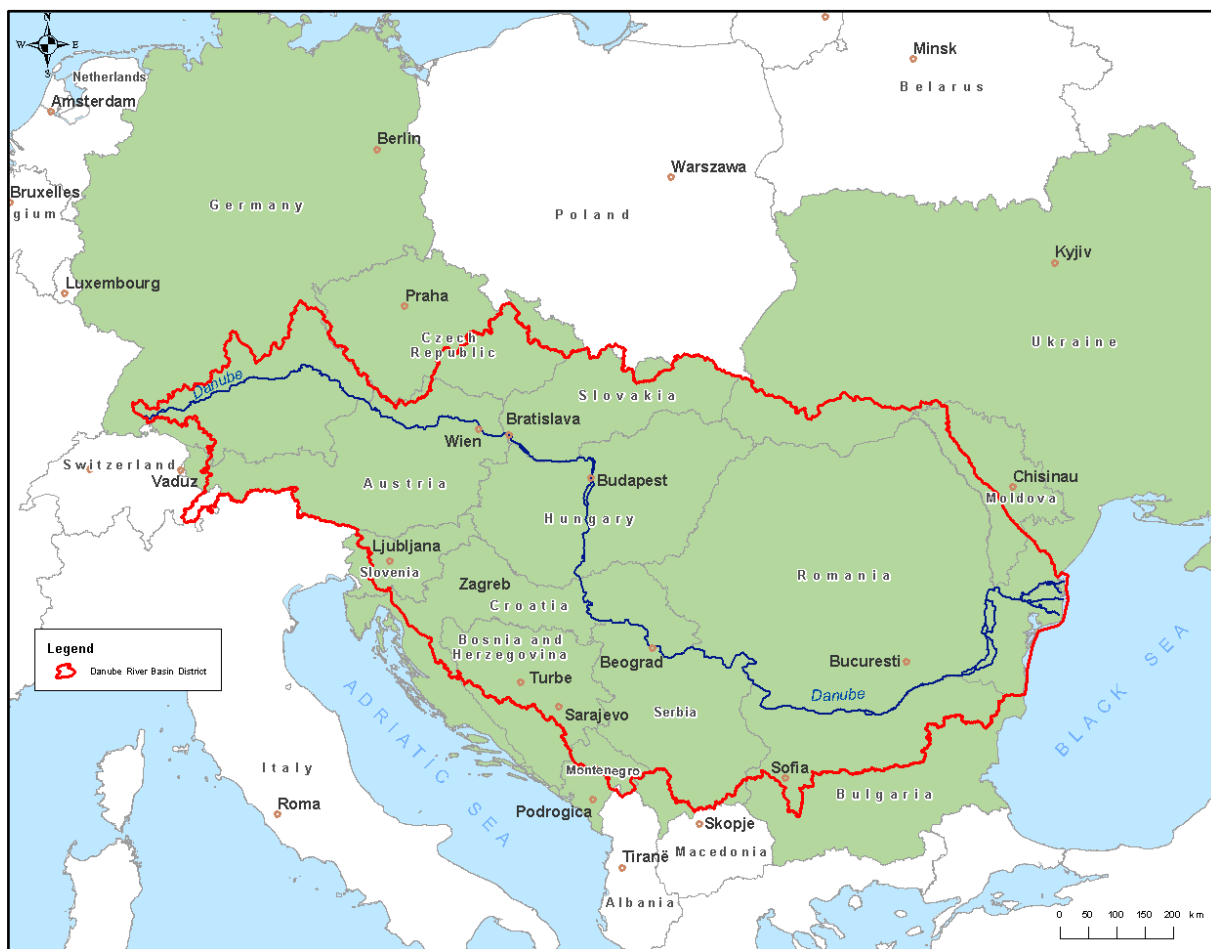 N
W E
S
Netherlands
Amsterdam
Bruxelles
gium
Luxembourg
Germany
Berlin
Poland
Warszawa
Minsk
Belarus
Kyjiv
Ukraine
Praha
Czech
Republic
Danube
Slovakia
Bratislava
Wien
Switzerland
Vaduz
Austria
Budapest
Hungary
Chisinau
Moldova
Ljubljana
Slovenia
Zagreb
Croatia
Romania
Bosnia and
Herzegovina
Beograd
Bucuresti
Turbe
Danube
Sarajevo
Serbia
Legend
Danube River Basin District
ADRIATIC SEA
BLACK SEA
Italy
Roma
Montenegro
Podrogica
Sofia
Bulgaria
Skopje
Macedonia
Tiranë
Albania
0 50 100 150 200 km